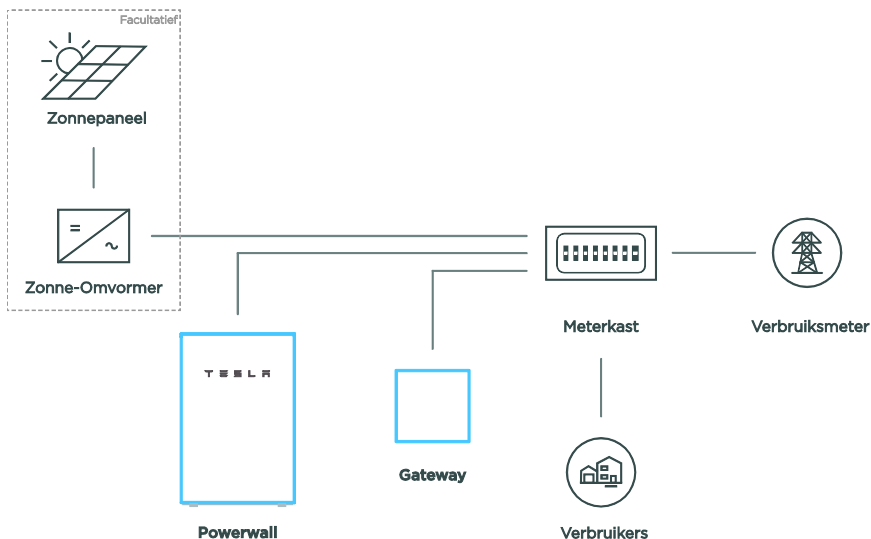 Facultatief
Zonnepaneel
Zonne-Omvormer
TESLA
Meterkast
Verbruiksmeter
Gateway
Powerwall
Verbruikers